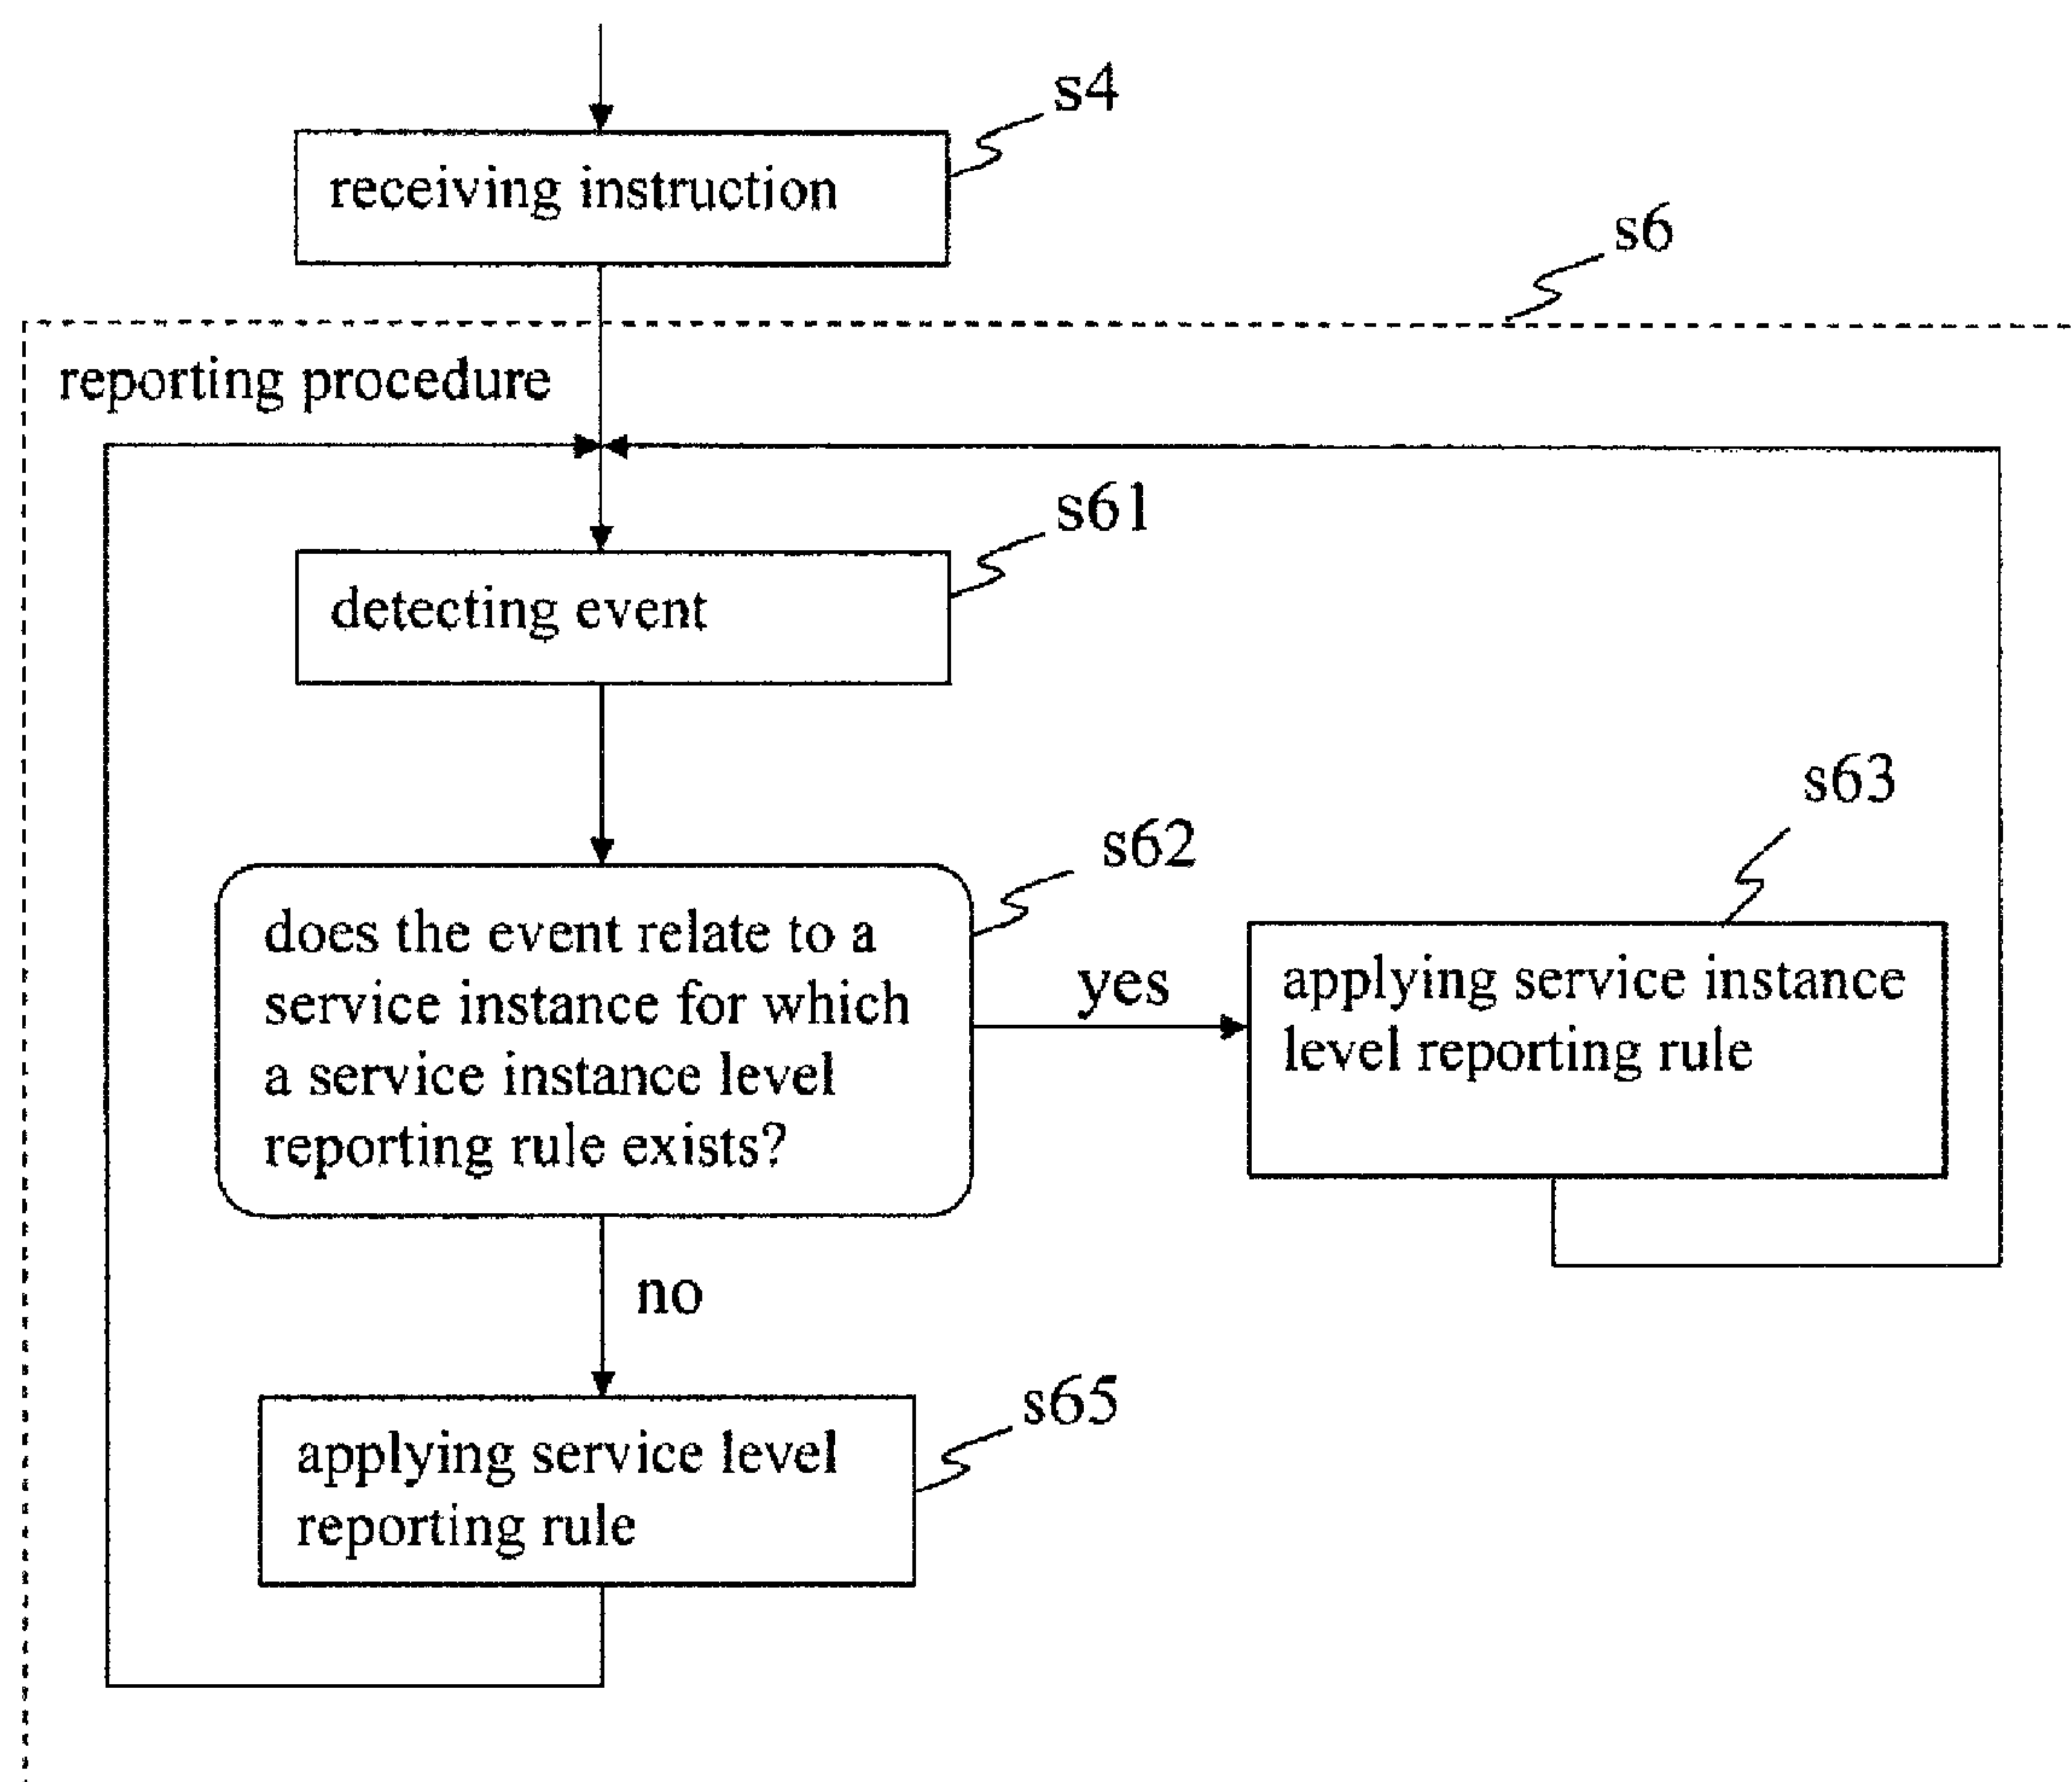 s4
receiving instruction
s6
reporting procedure
s61
detecting event
s62
does the event relate to a
service instance for which
a service instance level
reporting rule exists?
yes
s63
applying service instance
level reporting rule
no
s65
applying service level
reporting rule